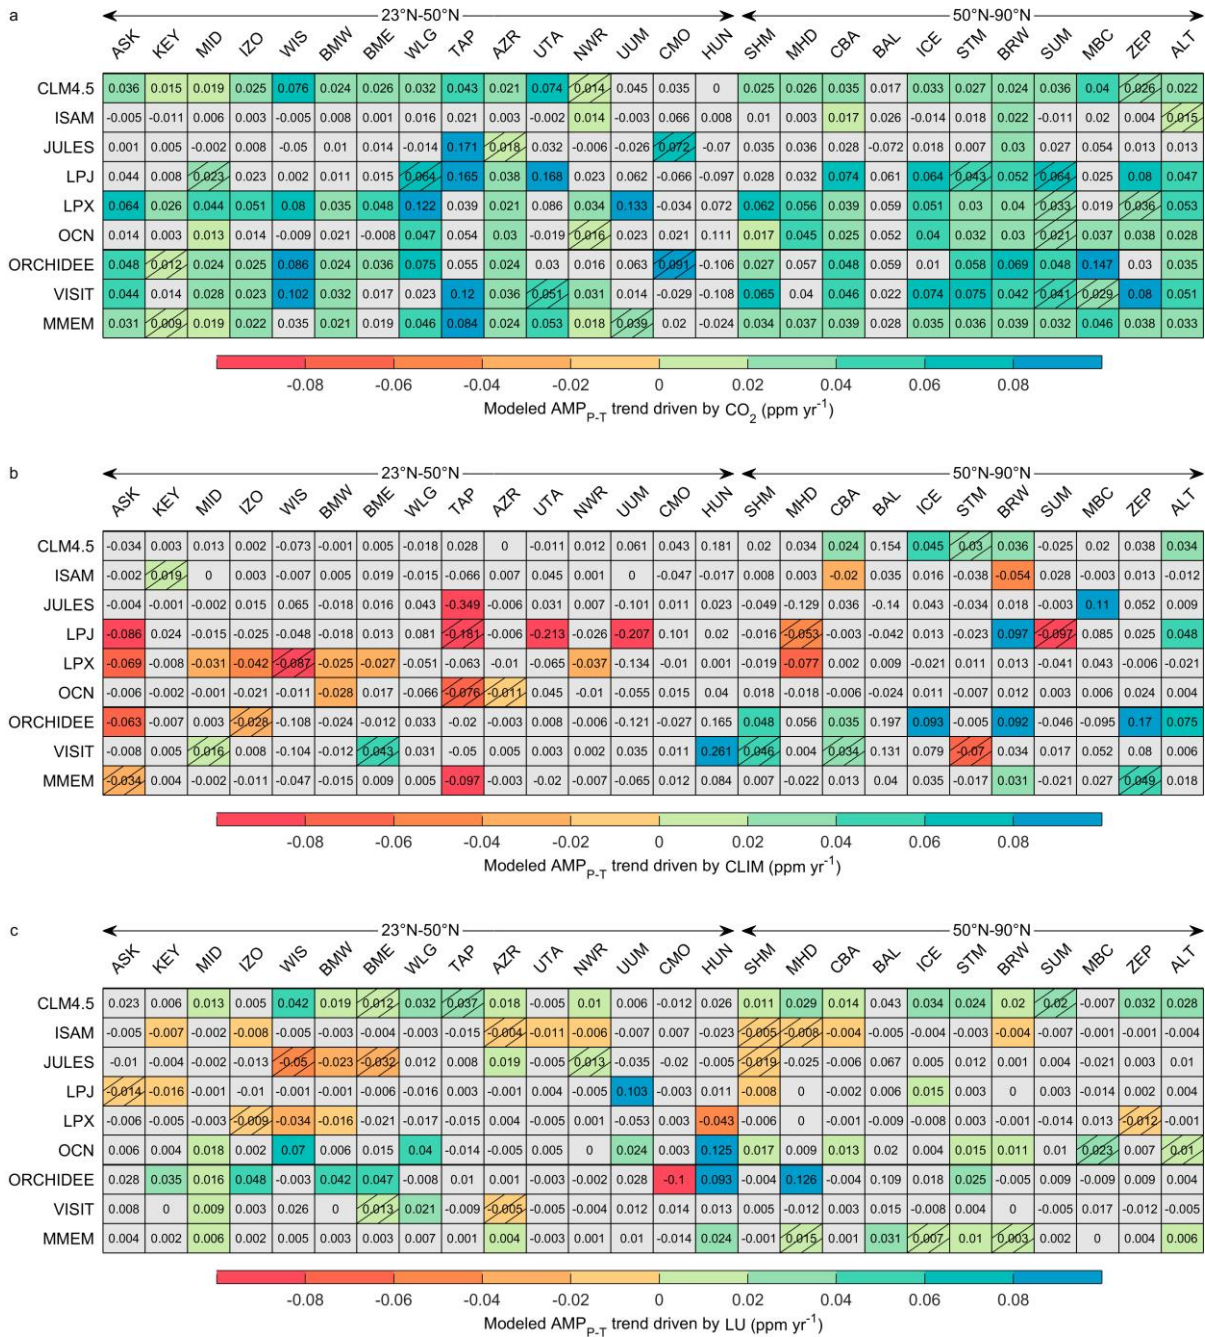 a
23°N-50°N 50°N-90°N
ASK KEY MID IZO WIS BMW BME WLG TAP AZR UTA NWR UUM CMO HUN SHM MHD CBA BAL ICE STM BRW SUM MBC ZEP ALT
CLM4.5 0.036 0.015 0.019 0.025 0.076 0.024 0.026 0.032 0.043 0.021 0.074 0.014 0.045 0.035 0 0.025 0.026 0.035 0.017 0.033 0.027 0.024 0.036 0.04 0.026 0.022
ISAM -0.005 -0.011 0.006 0.003 -0.005 0.008 0.001 0.016 0.021 0.003 -0.002 0.014 -0.003 0.066 0.008 0.01 0.003 0.017 0.026 -0.014 0.018 0.022 -0.011 0.02 0.004 0.015
JULES 0.001 0.005 -0.002 0.008 -0.05 0.01 0.014 -0.014 0.171 0.018 0.032 -0.006 -0.026 0.072 -0.07 0.035 0.035 0.028 -0.072 0.018 0.007 0.03 0.027 0.054 0.013 0.013
LPJ 0.044 0.008 0.023 0.023 0.002 0.011 0.015 0.064 0.165 0.038 0.168 0.023 0.062 -0.066 -0.097 0.028 0.032 0.074 0.061 0.064 0.043 0.052 0.064 0.025 0.08 0.047
LPX 0.064 0.026 0.044 0.051 0.08 0.035 0.048 0.122 0.039 0.021 0.086 0.034 0.133 -0.034 0.072 0.062 0.056 0.039 0.059 0.051 0.03 0.04 0.033 0.019 0.036 0.053
OCN 0.014 0.003 0.013 0.014 -0.009 0.021 -0.008 0.047 0.054 0.03 -0.019 0.016 0.023 0.021 0.111 0.017 0.045 0.025 0.052 0.04 0.032 0.03 0.021 0.037 0.038 0.028
ORCHIDEE 0.048 0.012 0.024 0.025 0.086 0.024 0.036 0.075 0.055 0.024 0.03 0.016 0.063 0.091 -0.106 0.027 0.057 0.048 0.059 0.01 0.058 0.069 0.048 0.147 0.03 0.035
VISIT 0.044 0.014 0.028 0.023 0.102 0.032 0.017 0.023 0.12 0.036 0.051 0.031 0.014 -0.029 -0.108 0.065 0.04 0.046 0.022 0.074 0.075 0.042 0.041 0.029 0.08 0.051
MMEM 0.031 0.009 0.019 0.022 0.035 0.021 0.019 0.046 0.084 0.024 0.053 0.018 0.039 0.02 -0.024 0.034 0.037 0.039 0.028 0.035 0.036 0.039 0.032 0.046 0.038 0.033
-0.08 -0.06 -0.04 -0.02 0 0.02 0.04 0.06 0.08
Modeled AMP_P-T trend driven by CO₂ (ppm yr⁻¹)
b
23°N-50°N 50°N-90°N
ASK KEY MID IZO WIS BMW BME WLG TAP AZR UTA NWR UUM CMO HUN SHM MHD CBA BAL ICE STM BRW SUM MBC ZEP ALT
CLM4.5 -0.034 0.003 0.013 0.002 -0.073 -0.001 0.005 -0.018 0.028 0 -0.011 0.012 0.061 0.043 0.181 0.02 0.034 0.024 0.154 0.045 0.03 0.036 -0.025 0.02 0.038 0.034
ISAM -0.002 0.019 0 0.003 -0.007 0.005 0.019 -0.015 -0.066 0.007 0.045 0.001 0 -0.047 -0.017 0.008 0.003 -0.02 0.035 0.016 -0.038 -0.054 0.028 -0.003 0.013 -0.012
JULES -0.004 -0.001 -0.002 0.015 0.065 -0.018 0.016 0.043 -0.349 -0.006 0.031 0.007 -0.101 0.011 0.023 -0.049 -0.129 0.036 -0.14 0.043 -0.034 0.018 -0.003 0.11 0.052 0.009
LPJ -0.086 0.024 -0.015 -0.025 -0.048 -0.018 0.013 0.081 -0.181 -0.006 -0.213 -0.026 -0.207 0.101 0.02 -0.016 -0.053 -0.003 -0.042 0.013 -0.023 0.097 -0.097 0.085 0.025 0.048
LPX -0.069 -0.008 -0.031 -0.042 -0.087 -0.025 -0.027 -0.051 -0.063 -0.01 -0.065 -0.037 -0.134 -0.01 0.001 -0.019 -0.077 0.002 0.009 -0.021 0.011 0.013 -0.041 0.043 -0.006 -0.021
OCN -0.006 -0.002 -0.001 -0.021 -0.011 -0.028 0.017 -0.066 -0.076 -0.011 0.045 -0.01 -0.055 0.015 0.04 0.018 -0.018 -0.006 -0.024 0.011 -0.007 0.012 0.003 0.006 0.024 0.004
ORCHIDEE -0.063 -0.007 0.003 -0.028 -0.108 -0.024 -0.012 0.033 -0.02 -0.003 0.008 -0.006 -0.121 -0.027 0.165 0.048 0.056 0.035 0.197 0.093 -0.005 0.092 -0.046 -0.095 0.17 0.075
VISIT -0.008 0.005 0.016 0.008 -0.104 -0.012 0.043 0.031 -0.05 0.005 0.003 0.002 0.035 0.011 0.261 0.046 0.004 0.034 0.131 0.079 -0.07 0.034 0.017 0.052 0.08 0.006
MMEM -0.034 0.004 -0.002 -0.011 -0.047 -0.015 0.009 0.005 -0.097 -0.003 -0.02 -0.007 -0.065 0.012 0.084 0.007 -0.022 0.013 0.04 0.035 -0.017 0.031 -0.021 0.027 0.049 0.018
-0.08 -0.06 -0.04 -0.02 0 0.02 0.04 0.06 0.08
Modeled AMP_P-T trend driven by CLIM (ppm yr⁻¹)
c
23°N-50°N 50°N-90°N
ASK KEY MID IZO WIS BMW BME WLG TAP AZR UTA NWR UUM CMO HUN SHM MHD CBA BAL ICE STM BRW SUM MBC ZEP ALT
CLM4.5 0.023 0.006 0.013 0.005 0.042 0.019 0.012 0.032 0.037 0.018 -0.005 0.01 0.006 -0.012 0.026 0.011 0.029 0.014 0.043 0.034 0.024 0.02 0.02 -0.007 0.032 0.028
ISAM -0.005 -0.007 -0.002 -0.008 -0.005 -0.003 -0.004 -0.003 -0.015 -0.004 -0.011 -0.006 -0.007 0.007 -0.023 -0.005 -0.008 -0.004 -0.005 -0.004 -0.003 -0.004 -0.007 -0.001 -0.001 -0.004
JULES -0.01 -0.004 -0.002 -0.013 -0.05 -0.023 -0.032 0.012 0.008 0.019 -0.005 0.013 -0.035 -0.02 -0.005 -0.019 -0.025 -0.006 0.067 0.005 0.012 0.001 0.004 -0.021 0.003 0.01
LPJ -0.014 -0.016 -0.001 -0.01 -0.001 -0.001 -0.006 -0.016 0.003 -0.001 0.004 -0.005 0.103 -0.003 0.011 -0.008 0 -0.002 -0.006 0.015 0.003 0 0.003 -0.014 0.002 0.004
LPX -0.006 -0.005 -0.003 -0.009 -0.034 -0.016 -0.021 -0.017 -0.015 0.004 -0.005 0.001 -0.053 0.003 -0.043 -0.006 0 -0.001 -0.009 -0.008 0.003 -0.001 -0.014 0.013 -0.012 -0.001
OCN 0.006 0.004 0.018 0.002 0.07 0.006 0.015 0.04 -0.014 -0.005 0.005 0 0.024 0.003 0.125 0.017 0.009 0.013 0.02 0.004 0.015 0.011 0.01 0.023 0.007 0.01
ORCHIDEE 0.028 0.035 0.016 0.048 -0.003 0.042 0.047 -0.008 0.01 0.001 -0.003 -0.002 0.028 -0.1 0.093 -0.004 0.126 -0.004 0.109 0.018 0.025 -0.005 0.009 -0.009 0.009 0.004
VISIT 0.008 0 0.009 0.003 0.026 0 0.013 0.021 -0.009 -0.005 -0.005 -0.004 0.012 0.014 0.013 0.005 -0.012 0.003 0.015 -0.008 0.004 0 -0.005 0.017 -0.012 -0.005
MMEM 0.004 0.002 0.006 0.002 0.005 0.003 0.003 0.007 0.001 0.004 -0.003 0.001 0.01 -0.014 0.024 -0.001 0.015 0.001 0.031 0.007 0.01 0.003 0.002 0 0.004 0.006
-0.08 -0.06 -0.04 -0.02 0 0.02 0.04 0.06 0.08
Modeled AMP_P-T trend driven by LU (ppm yr⁻¹)